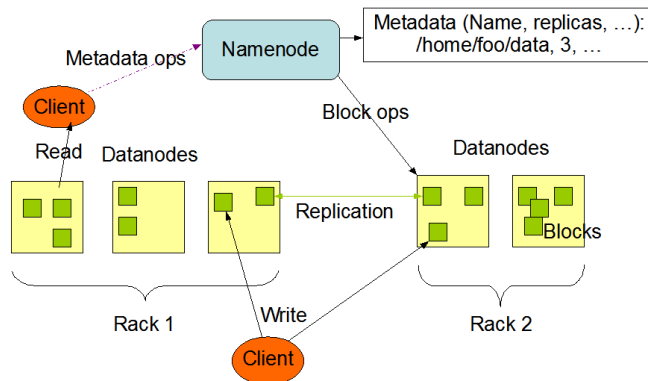 Metadata (Name, replicas, ...):
/home/foo/data, 3, ...
Namenode
Metadata ops
Client
Block ops
Read
Datanodes
Datanodes
Replication
Blocks
Rack 1
Write
Rack 2
Client